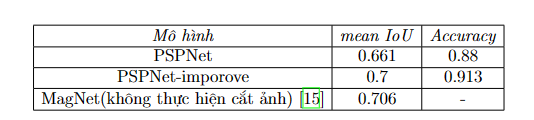 Mô hình mean IoU Accuracy
PSPNet 0.661 0.88
PSPNet-imporove 0.7 0.913
MagNet(không thực hiện cắt ảnh) [15] 0.706 -